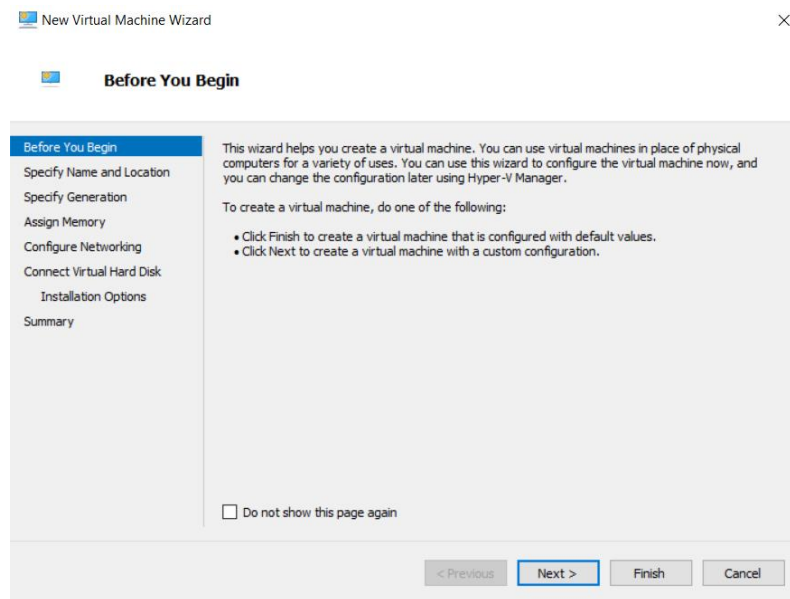 New Virtual Machine Wizard
Before You Begin
Before You Begin
Specify Name and Location
Specify Generation
Assign Memory
Configure Networking
Connect Virtual Hard Disk
Installation Options
Summary
This wizard helps you create a virtual machine. You can use virtual machines in place of physical
computers for a variety of uses. You can use this wizard to configure the virtual machine now, and
you can change the configuration later using Hyper-V Manager.
To create a virtual machine, do one of the following:
• Click Finish to create a virtual machine that is configured with default values.
• Click Next to create a virtual machine with a custom configuration.
Do not show this page again
< Previous
Next >
Finish
Cancel